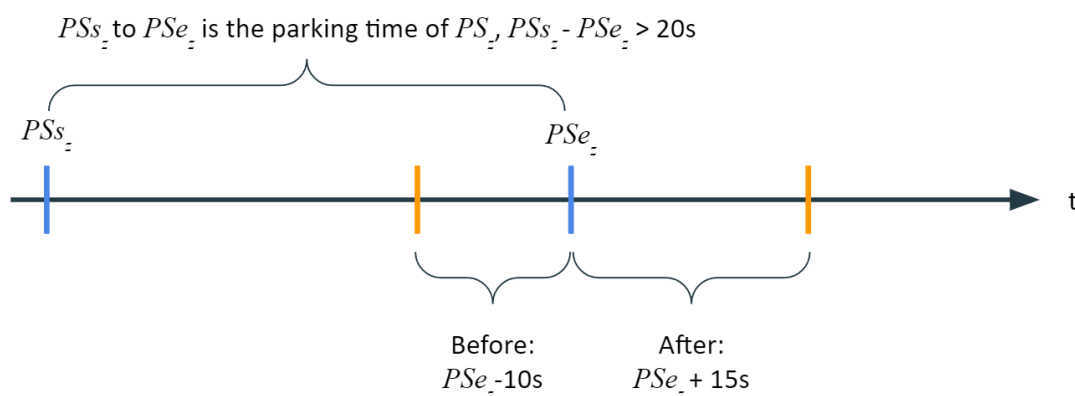 PSs_z to PSe_z is the parking time of PS_z, PSs_z - PSe_z > 20s
PSs_z
PSe_z
t
Before:
PSe_z-10s
After:
PSe_z + 15s